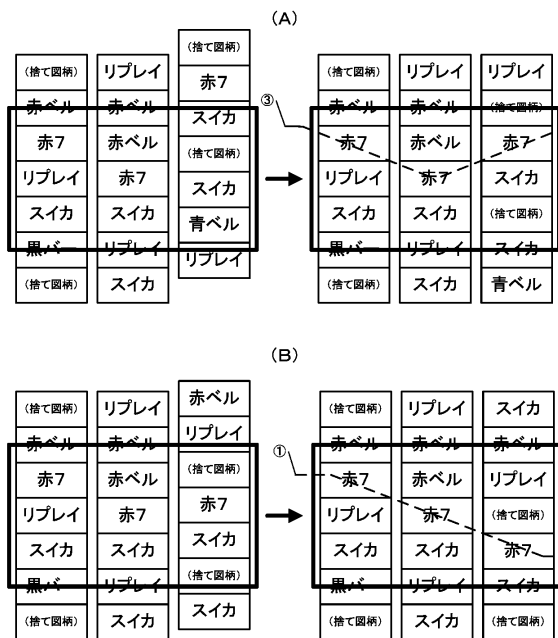 (A)
(捨て図柄)
赤ベル
赤7
リプレイ
スイカ
黒バー
(捨て図柄)
リプレイ
赤ベル
赤ベル
赤7
スイカ
リプレイ
スイカ
(捨て図柄)
赤7
スイカ
(捨て図柄)
スイカ
青ベル
リプレイ
③
(捨て図柄)
赤ベル
赤7
リプレイ
スイカ
黒バー
(捨て図柄)
リプレイ
赤ベル
赤ベル
赤7
スイカ
リプレイ
スイカ
リプレイ
(捨て図柄)
赤7
スイカ
(捨て図柄)
スイカ
青ベル
(B)
(捨て図柄)
赤ベル
赤7
リプレイ
スイカ
黒バー
(捨て図柄)
リプレイ
赤ベル
赤ベル
赤7
スイカ
リプレイ
スイカ
赤ベル
リプレイ
(捨て図柄)
赤7
スイカ
(捨て図柄)
スイカ
①
(捨て図柄)
赤ベル
赤7
リプレイ
スイカ
黒バー
(捨て図柄)
リプレイ
赤ベル
赤ベル
赤7
スイカ
リプレイ
スイカ
スイカ
赤ベル
リプレイ
(捨て図柄)
赤7
スイカ
(捨て図柄)